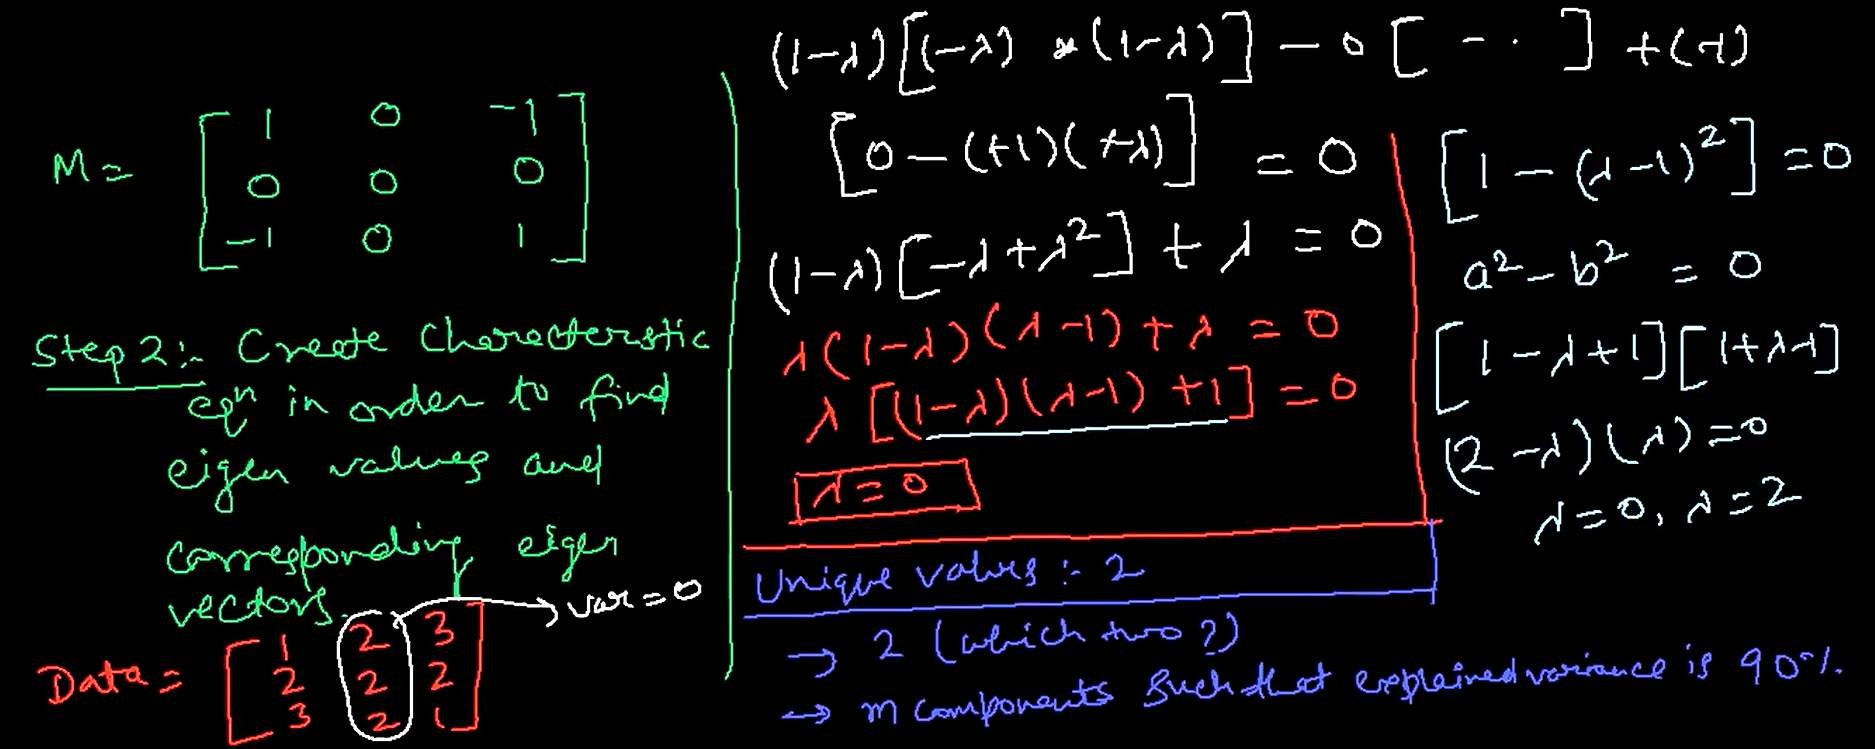 M = [ 1 0 -1
0 0 0
-1 0 1 ]
Step 2 :- Create Charecterstic
eqn in order to find
eigen values and
corresponding eigen
vectors.
→ var = 0
Data = [ 1 2 3
2 2 2
3 2 1 ]
(1-λ)[(-λ) * (1-λ)] - 0 [ - . ] + (-1)
[0 - (+1)(+λ)] = 0
(1-λ)[-λ+λ²] + λ = 0
λ(1-λ)(λ-1) + λ = 0
λ [(1-λ)(λ-1) +1] = 0
λ = 0
[1 - (λ-1)²] = 0
a² - b² = 0
[1-λ+1][1+λ-1]
(2-λ)(λ) = 0
λ=0, λ=2
Unique values :- 2
→ 2 (which two ?)
→ m components such that explained variance is 90%.